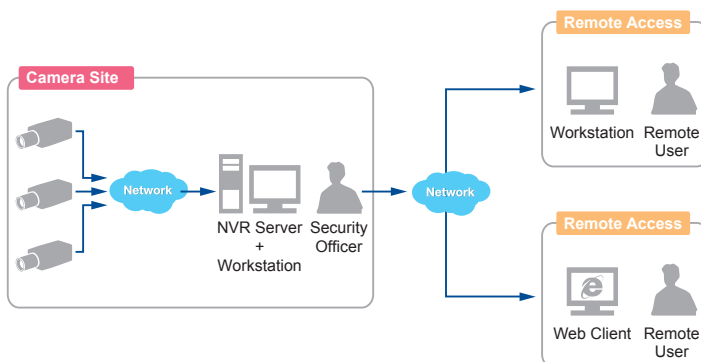 Remote Access
Camera Site
Workstation
Remote
User
Network
Network
NVR Server
+
Workstation
Security
Officer
Remote Access
Web Client
Remote
User